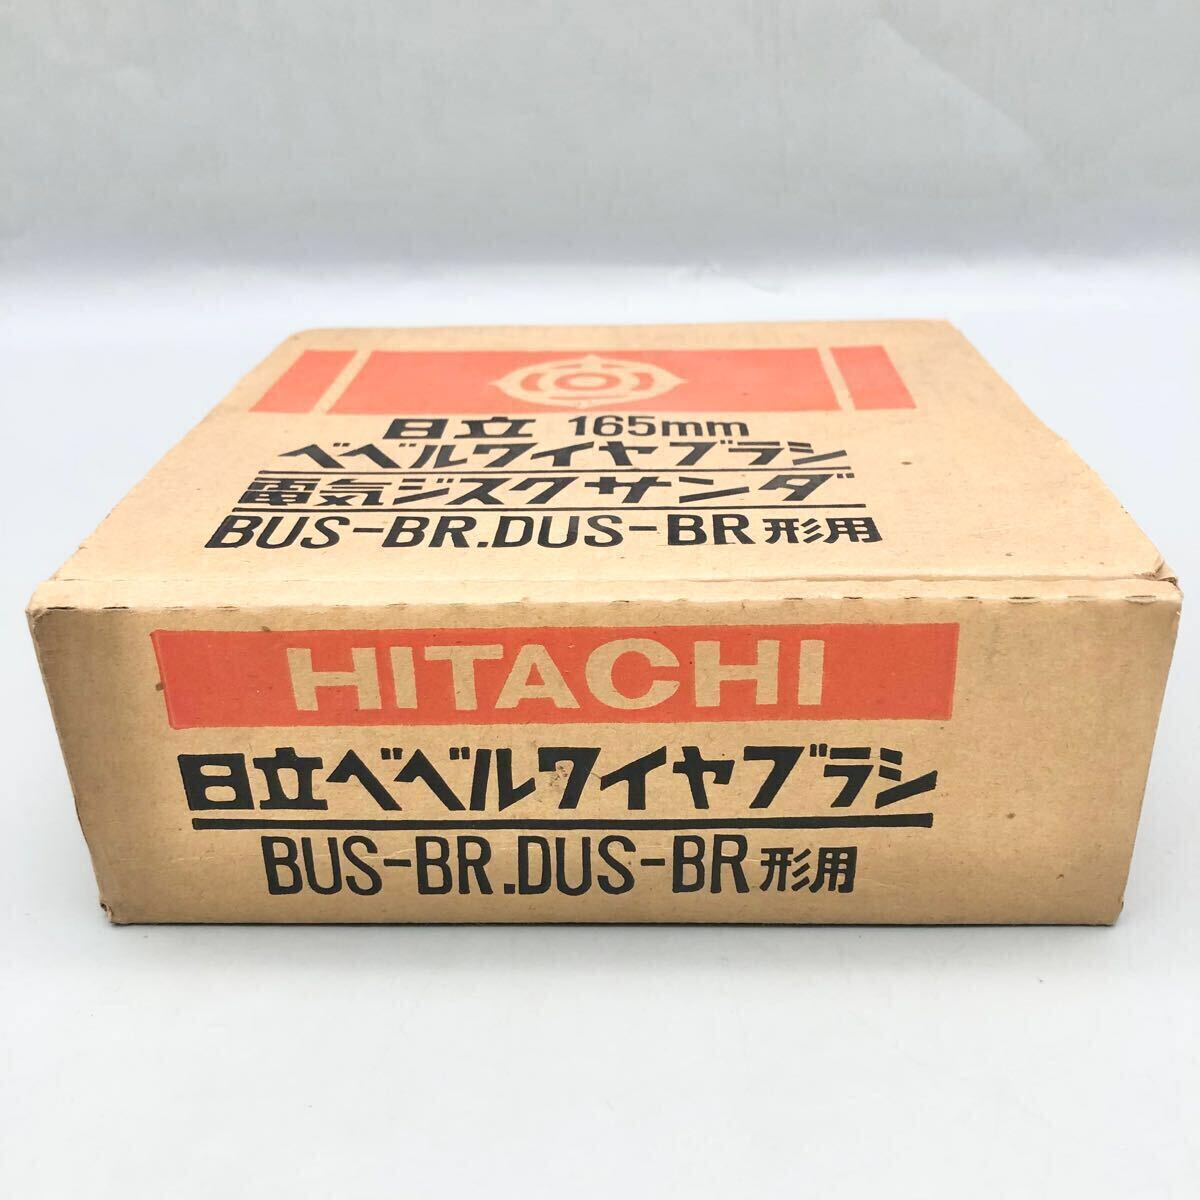 日立 165mm
ベベルワイヤブラシ
電気ジスクサンダ
BUS-BR.DUS-BR形用
HITACHI
日立ベベルワイヤブラシ
BUS-BR.DUS-BR形用